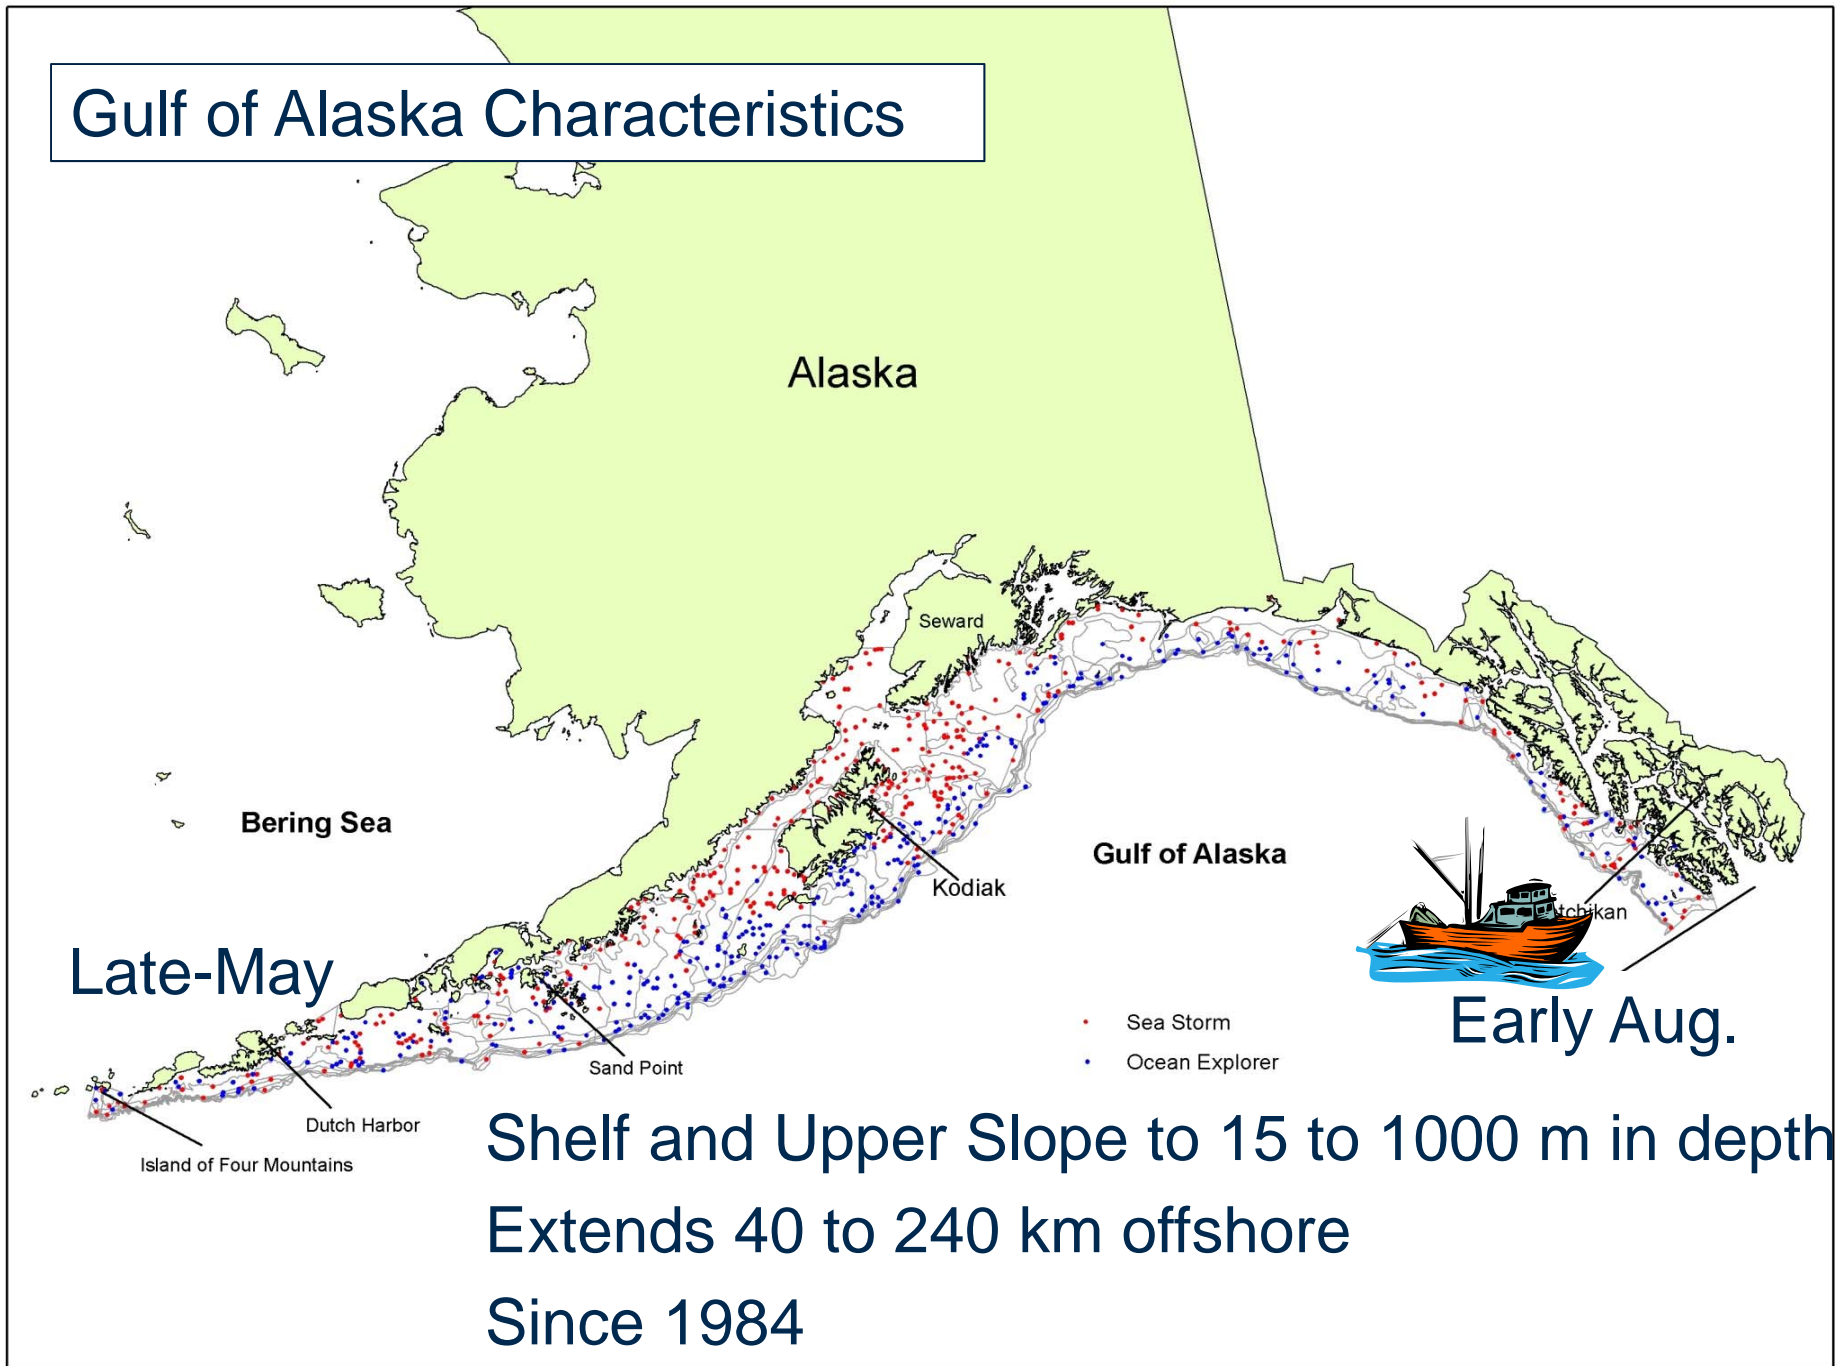 Gulf of Alaska Characteristics
Alaska
Seward
Bering Sea
Gulf of Alaska
Kodiak
tchikan
Late-May
Early Aug.
Sea Storm
Ocean Explorer
Sand Point
Dutch Harbor
Island of Four Mountains
Shelf and Upper Slope to 15 to 1000 m in depth
Extends 40 to 240 km offshore
Since 1984